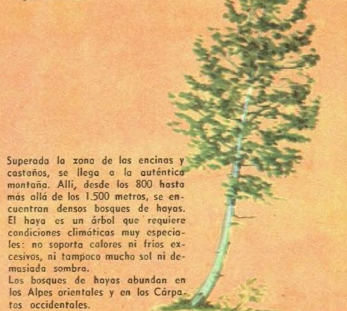 Superada la zona de las encinas y
castaños, se llega a la auténtica
montaña. Allí, desde los 800 hasta
más allá de los 1.500 metros, se en-
cuentran densos bosques de hayas.
El haya es un árbol que requiere
condiciones climáticas muy especia-
les: no soporta calores ni fríos ex-
cesivos, ni tampoco mucho sol ni de-
masiada sombra.
Los bosques de hayas abundan en
los Alpes orientales y en los Cárpa-
tos occidentales.